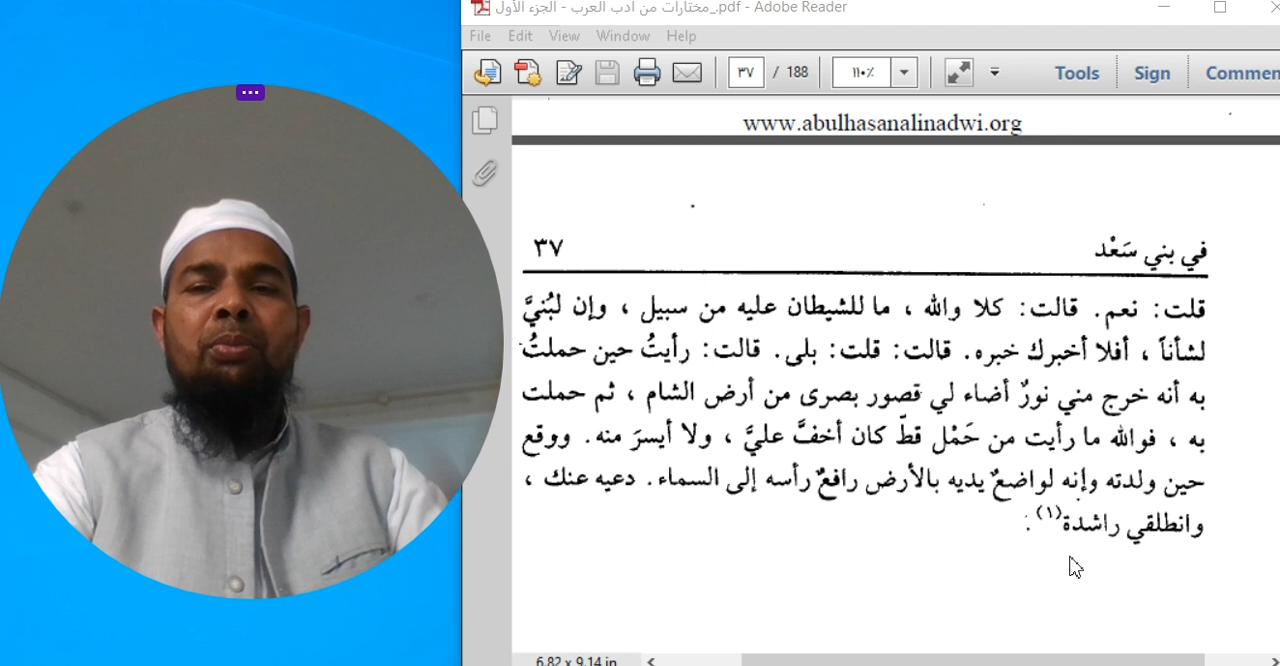 مختارات من أدب العرب - الجزء الأول_.pdf - Adobe Reader
File Edit View Window Help
٣٧ / 188 ١١٠٪ Tools Sign Commen
www.abulhasanalinadwi.org
في بني سَعْد ٣٧
قلت: نعم. قالت: كلا والله ، ما للشيطان عليه من سبيل ، وإن لبُنيَّ
لشأناً ، أفلا أخبرك خبره. قالت: قلت: بلى. قالت: رأيتُ حين حملتُ
به أنه خرج مني نورٌ أضاء لي قصور بصرى من أرض الشام ، ثم حملت
به ، فوالله ما رأيت من حَمْل قطّ كان أخفَّ عليَّ ، ولا أيسرَ منه. ووقع
حين ولدته وإنه لواضعٌ يديه بالأرض رافعٌ رأسه إلى السماء. دعيه عنك ،
وانطلقي راشدة(١).
6.82 x 9.14 in